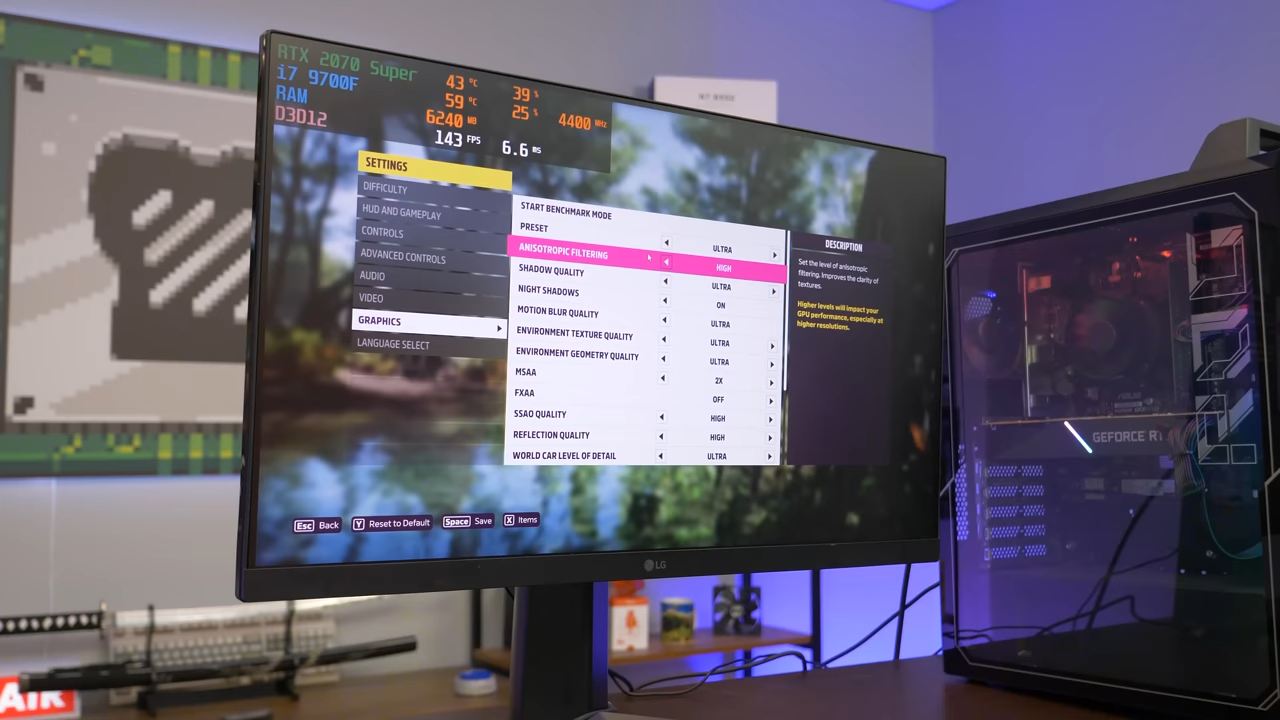 RTX 2070 Super 43 °C 39 %
i7 9700F 59 °C 25 % 4400 MHz
RAM 6240 MB
D3D12 143 FPS 6.6 ms
SETTINGS
DIFFICULTY
HUD AND GAMEPLAY
CONTROLS
ADVANCED CONTROLS
AUDIO
VIDEO
GRAPHICS
LANGUAGE SELECT
START BENCHMARK MODE
PRESET ULTRA
ANISOTROPIC FILTERING HIGH
SHADOW QUALITY ULTRA
NIGHT SHADOWS ON
MOTION BLUR QUALITY ULTRA
ENVIRONMENT TEXTURE QUALITY ULTRA
ENVIRONMENT GEOMETRY QUALITY ULTRA
MSAA 2X
FXAA OFF
SSAO QUALITY HIGH
REFLECTION QUALITY HIGH
WORLD CAR LEVEL OF DETAIL ULTRA
DESCRIPTION
Set the level of anisotropic
filtering. Improves the clarity of
textures.
Higher levels will impact your
GPU performance, especially at
higher resolutions.
Esc Back Y Reset to Default Space Save X Items
LG
GEFORCE RT
AIR